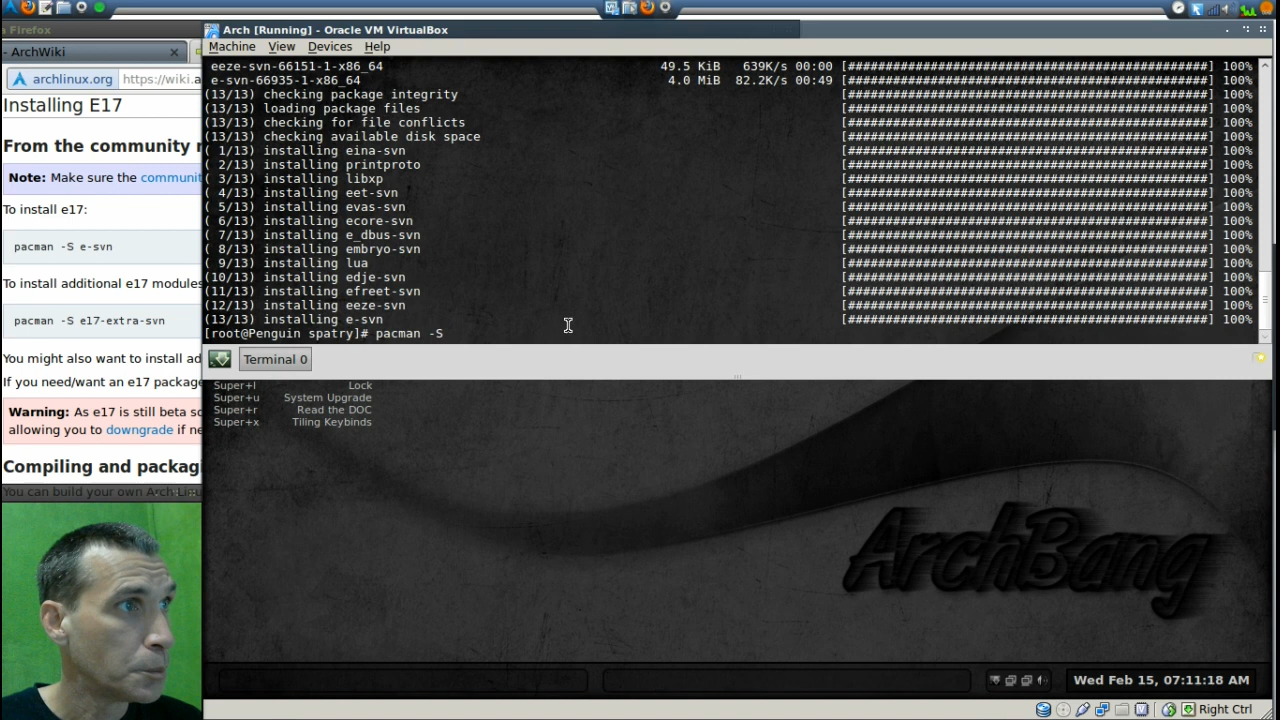 Firefox
- ArchWiki
archlinux.org https://wiki.a
Installing E17
From the community r
Note: Make sure the communit
To install e17:
pacman -S e-svn
To install additional e17 modules
pacman -S e17-extra-svn
You might also want to install ad
If you need/want an e17 package
Warning: As e17 is still beta so
allowing you to downgrade if ne
Compiling and packagi
You can build your own Arch Linu
Arch [Running] - Oracle VM VirtualBox
Machine View Devices Help
eeze-svn-66151-1-x86_64 49.5 KiB 639K/s 00:00 [######################################] 100%
e-svn-66935-1-x86_64 4.0 MiB 82.2K/s 00:49 [######################################] 100%
(13/13) checking package integrity [######################################] 100%
(13/13) loading package files [######################################] 100%
(13/13) checking for file conflicts [######################################] 100%
(13/13) checking available disk space [######################################] 100%
( 1/13) installing eina-svn [######################################] 100%
( 2/13) installing printproto [######################################] 100%
( 3/13) installing libxp [######################################] 100%
( 4/13) installing eet-svn [######################################] 100%
( 5/13) installing evas-svn [######################################] 100%
( 6/13) installing ecore-svn [######################################] 100%
( 7/13) installing e_dbus-svn [######################################] 100%
( 8/13) installing embryo-svn [######################################] 100%
( 9/13) installing lua [######################################] 100%
(10/13) installing edje-svn [######################################] 100%
(11/13) installing efreet-svn [######################################] 100%
(12/13) installing eeze-svn [######################################] 100%
(13/13) installing e-svn [######################################] 100%
[root@Penguin spatry]# pacman -S
Terminal 0
Super+l Lock
Super+u System Upgrade
Super+r Read the DOC
Super+x Tiling Keybinds
ArchBang
Wed Feb 15, 07:11:18 AM
Right Ctrl